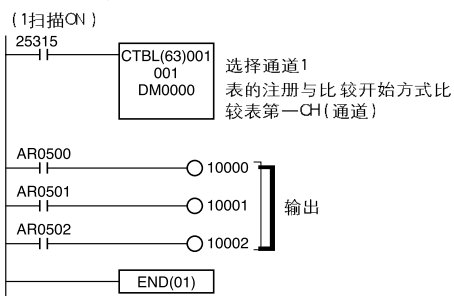 (1扫描ON)
25315
CTBL(63)001
001
DM0000
选择通道1
表的注册与比较开始方式比
较表第一CH(通道)
AR0500
10000
AR0501
10001
输出
AR0502
10002
END(01)